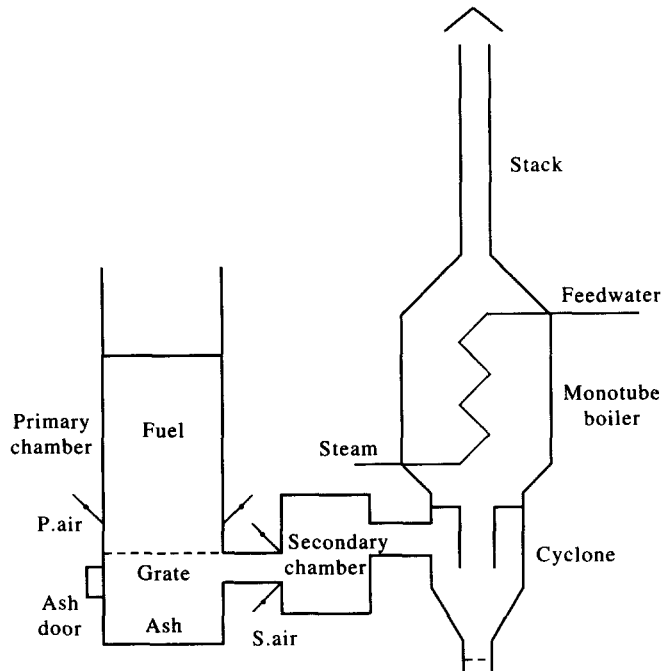 Stack
Feedwater
Monotube
boiler
Primary
chamber
Fuel
Steam
P.air
Secondary
chamber
Cyclone
Grate
Ash
door
Ash
S.air